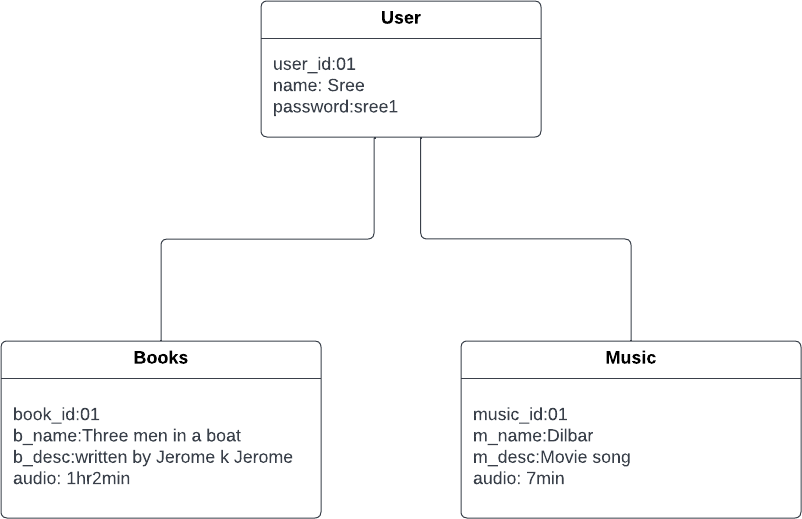 User
user_id:01
name: Sree
password:sree1
Books
book_id:01
b_name:Three men in a boat
b_desc:written by Jerome k Jerome
audio: 1hr2min
Music
music_id:01
m_name:Dilbar
m_desc:Movie song
audio: 7min